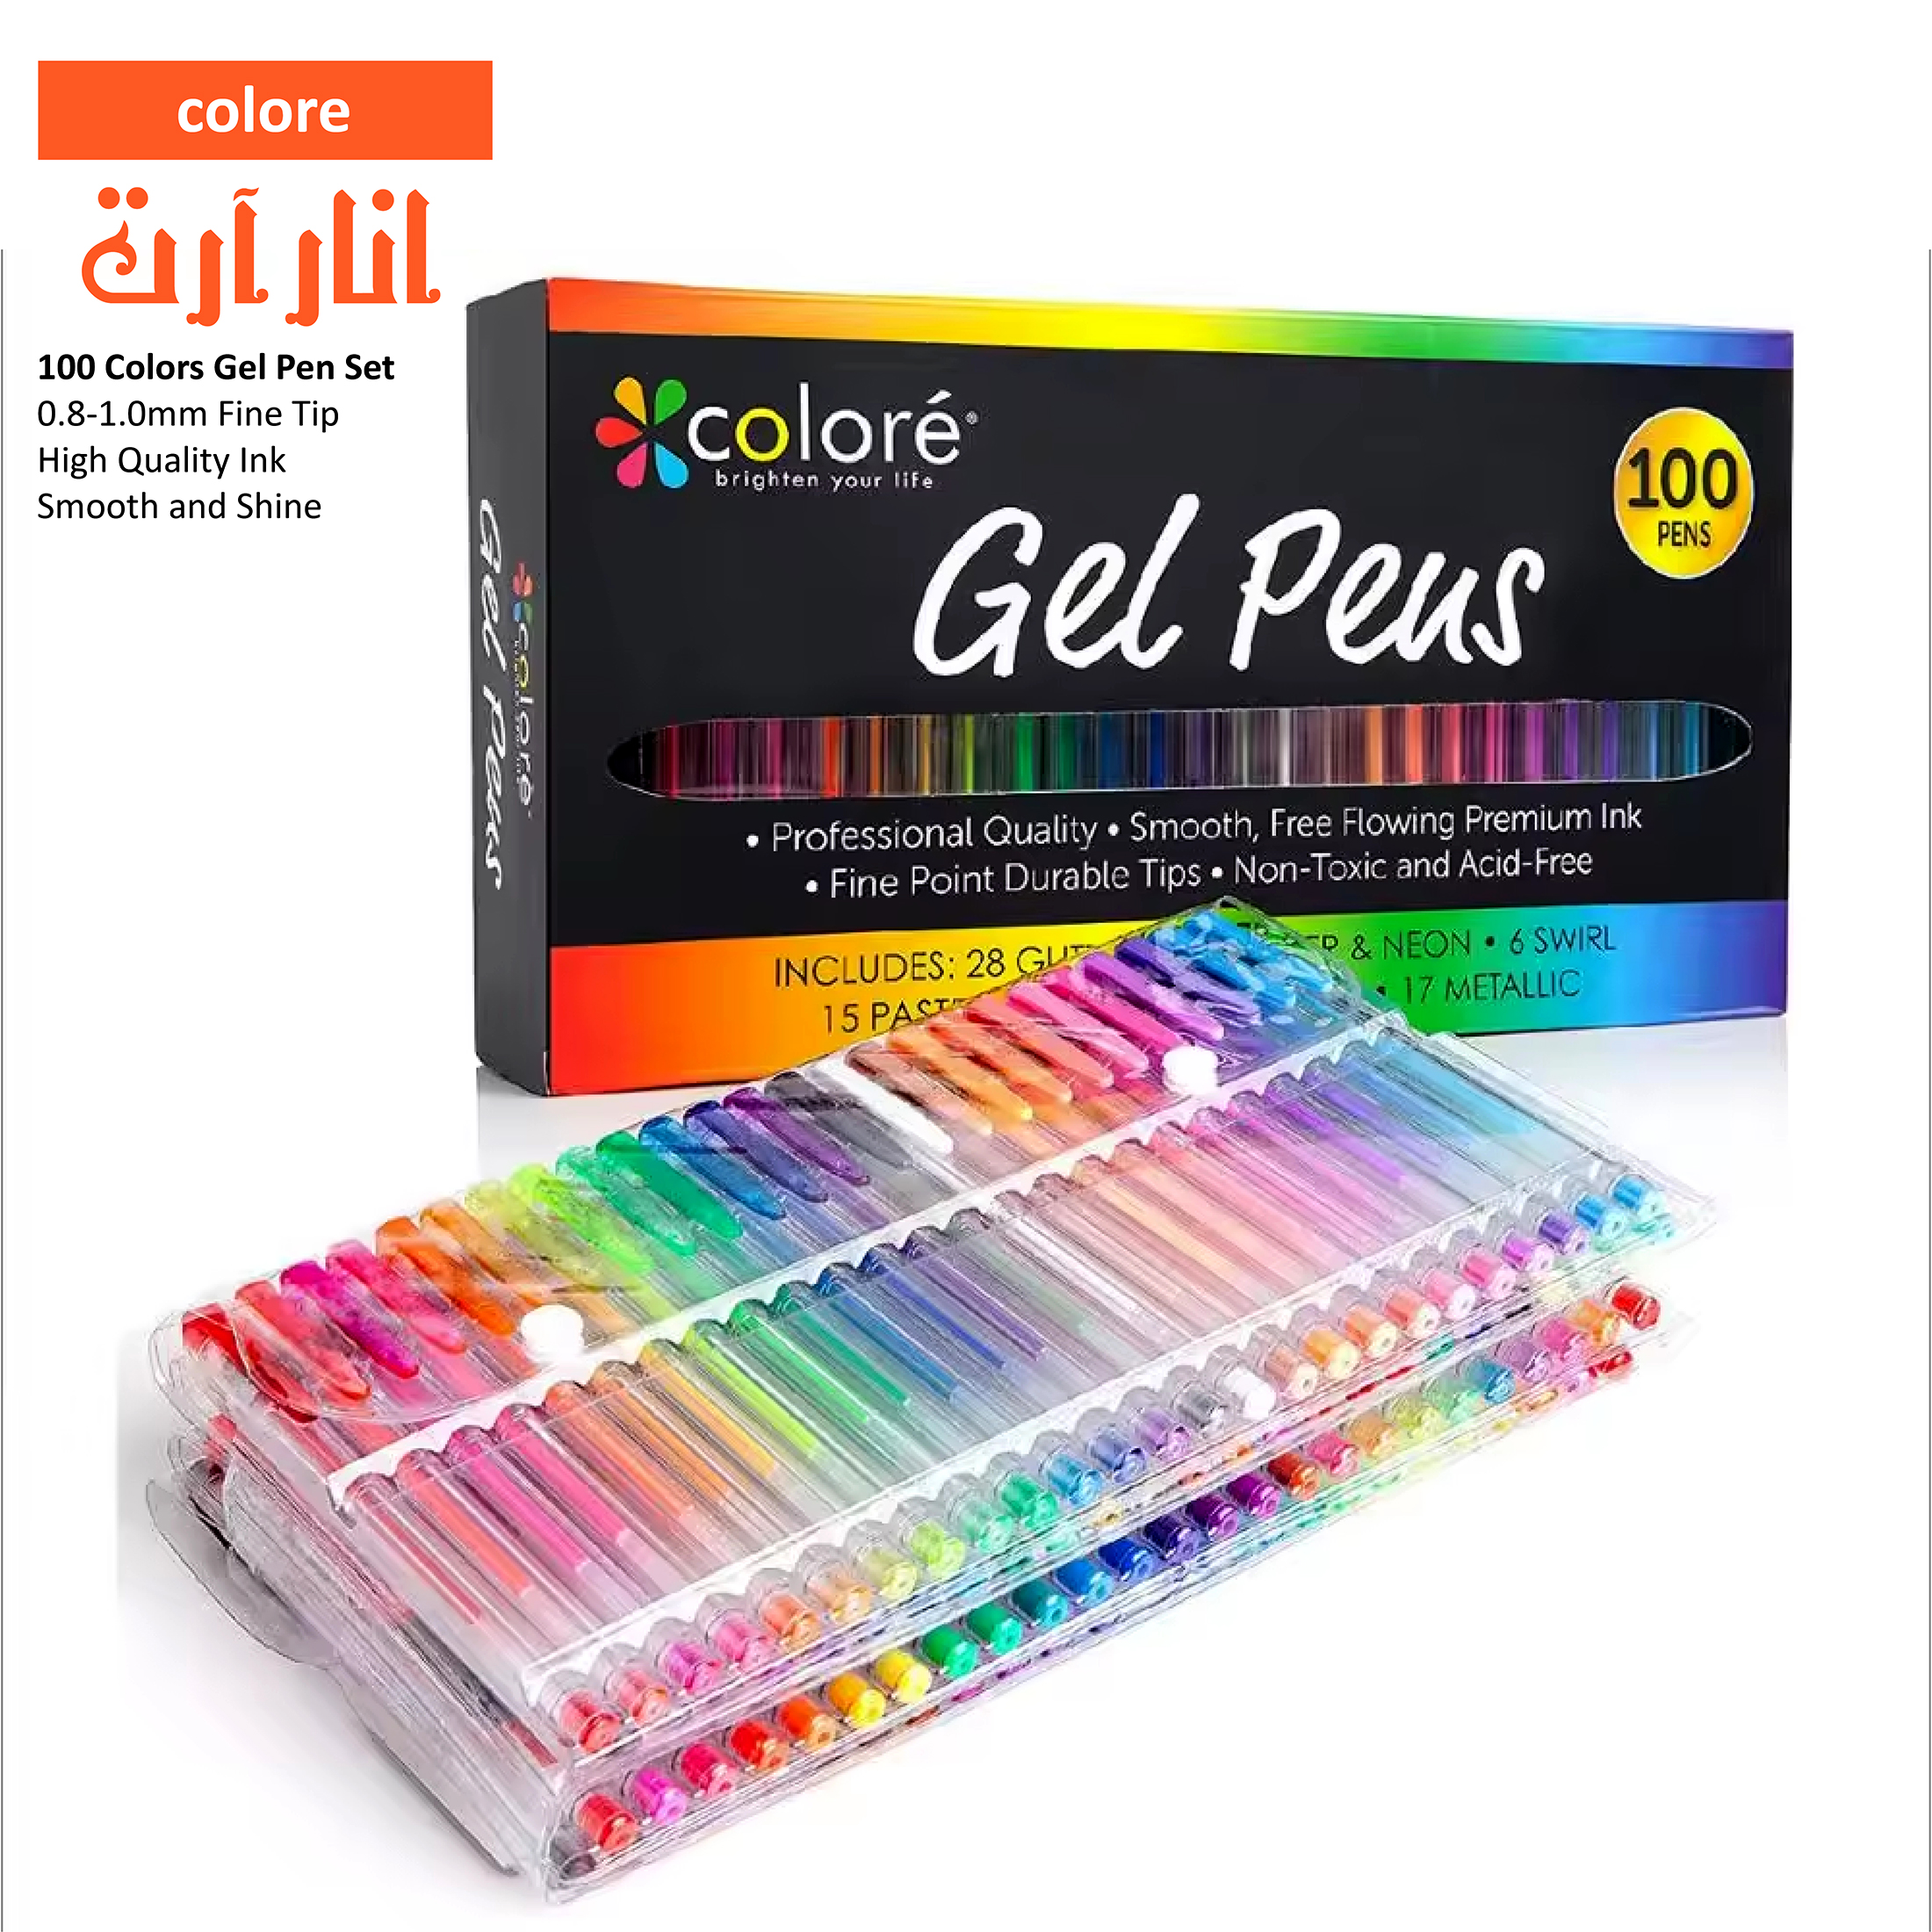 colore
انار آرت
100 Colors Gel Pen Set
0.8-1.0mm Fine Tip
High Quality Ink
Smooth and Shine
coloré®
brighten your life
Gel Pens
100
PENS
• Professional Quality • Smooth, Free Flowing Premium Ink
• Fine Point Durable Tips • Non-Toxic and Acid-Free
INCLUDES: 28 & NEON • 6 SWIRL
15 • 17 METALLIC
Gel Pens
coloré